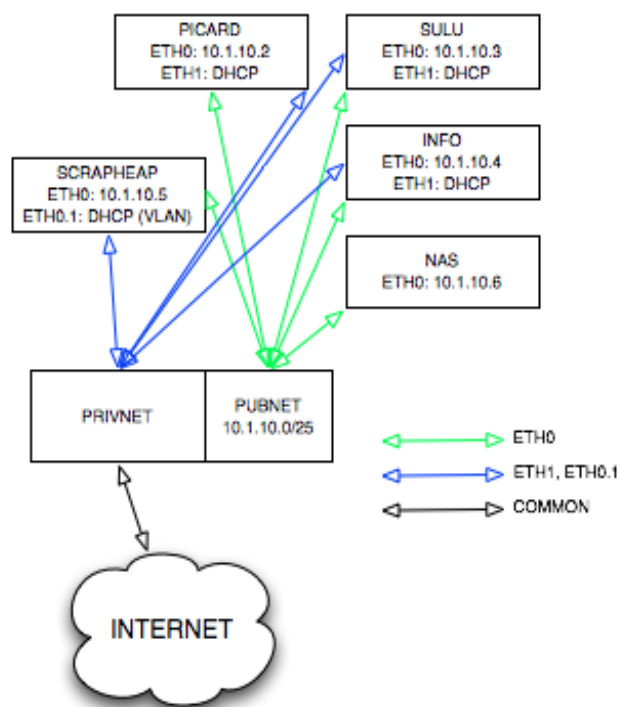 PICARD
ETH0: 10.1.10.2
ETH1: DHCP
SULU
ETH0: 10.1.10.3
ETH1: DHCP
INFO
ETH0: 10.1.10.4
ETH1: DHCP
SCRAPHEAP
ETH0: 10.1.10.5
ETH0.1: DHCP (VLAN)
NAS
ETH0: 10.1.10.6
PRIVNET
PUBNET
10.1.10.0/25
ETH0
ETH1, ETH0.1
COMMON
INTERNET